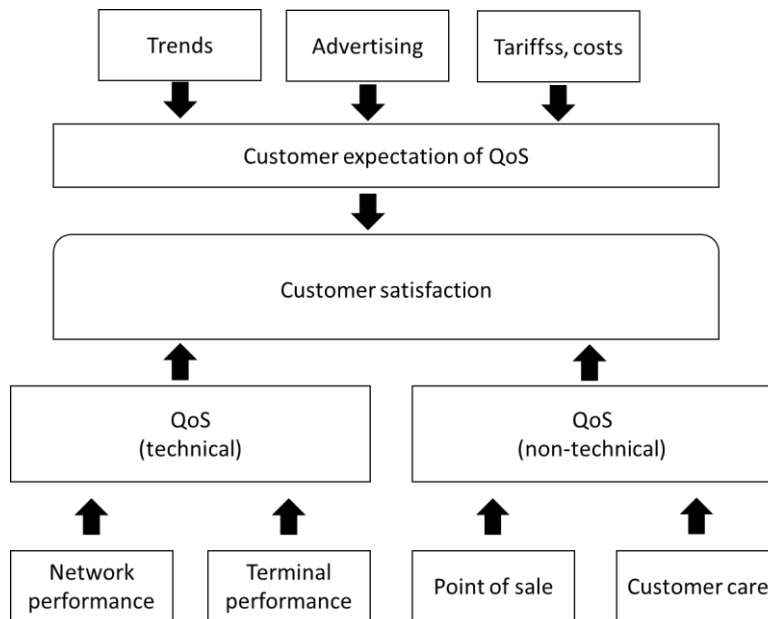 Trends
Advertising
Tariffss, costs
Customer expectation of QoS
Customer satisfaction
QoS
(technical)
QoS
(non-technical)
Network
performance
Terminal
performance
Point of sale
Customer care